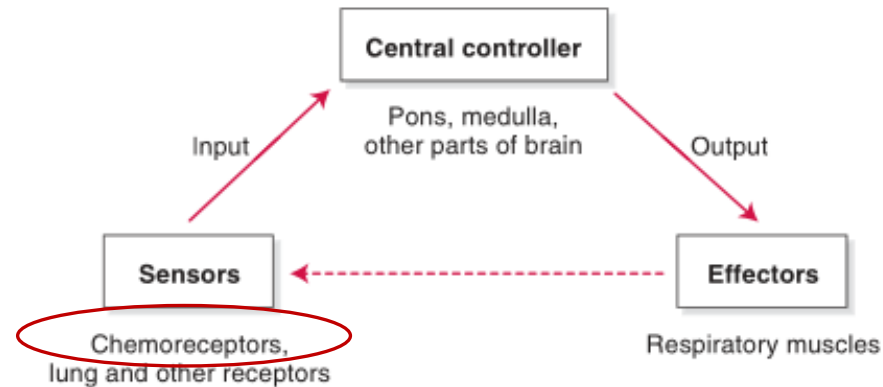 Central controller
Pons, medulla,
other parts of brain
Input
Output
Sensors
Effectors
Chemoreceptors,
lung and other receptors
Respiratory muscles